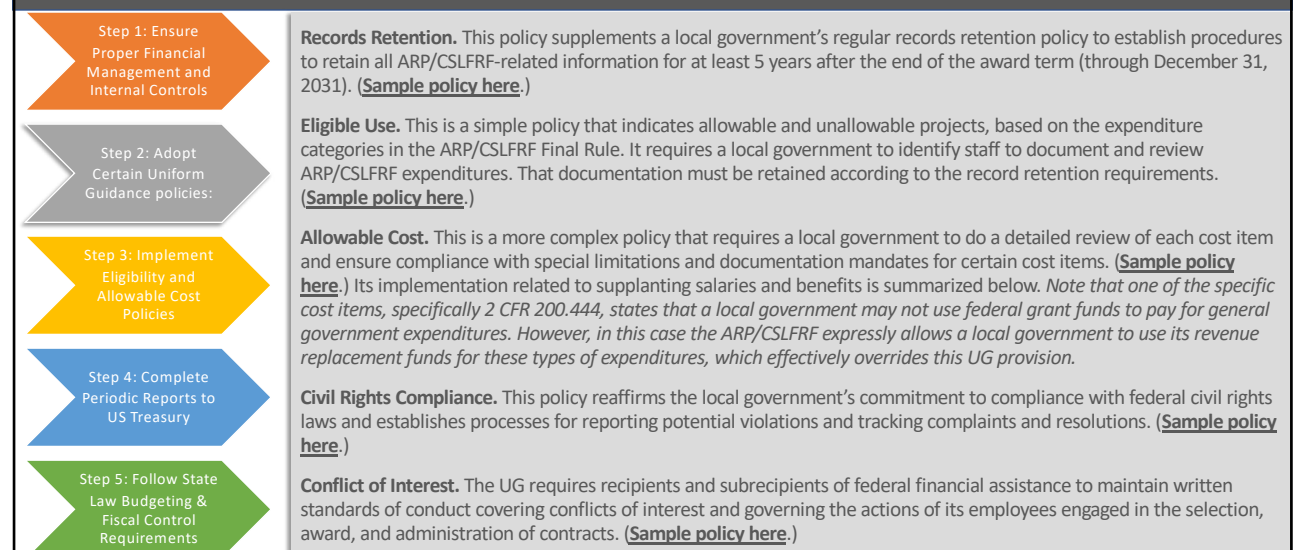 Step 1: Ensure
Proper Financial
Management and
Internal Controls
Step 2: Adopt
Certain Uniform
Guidance policies:
Step 3: Implement
Eligibility and
Allowable Cost
Policies
Step 4: Complete
Periodic Reports to
US Treasury
Step 5: Follow State
Law Budgeting &
Fiscal Control
Requirements
Records Retention. This policy supplements a local government’s regular records retention policy to establish procedures
to retain all ARP/CSLFRF-related information for at least 5 years after the end of the award term (through December 31,
2031). (Sample policy here.)
Eligible Use. This is a simple policy that indicates allowable and unallowable projects, based on the expenditure
categories in the ARP/CSLFRF Final Rule. It requires a local government to identify staff to document and review
ARP/CSLFRF expenditures. That documentation must be retained according to the record retention requirements.
(Sample policy here.)
Allowable Cost. This is a more complex policy that requires a local government to do a detailed review of each cost item
and ensure compliance with special limitations and documentation mandates for certain cost items. (Sample policy
here.) Its implementation related to supplanting salaries and benefits is summarized below. Note that one of the specific
cost items, specifically 2 CFR 200.444, states that a local government may not use federal grant funds to pay for general
government expenditures. However, in this case the ARP/CSLFRF expressly allows a local government to use its revenue
replacement funds for these types of expenditures, which effectively overrides this UG provision.
Civil Rights Compliance. This policy reaffirms the local government’s commitment to compliance with federal civil rights
laws and establishes processes for reporting potential violations and tracking complaints and resolutions. (Sample policy
here.)
Conflict of Interest. The UG requires recipients and subrecipients of federal financial assistance to maintain written
standards of conduct covering conflicts of interest and governing the actions of its employees engaged in the selection,
award, and administration of contracts. (Sample policy here.)